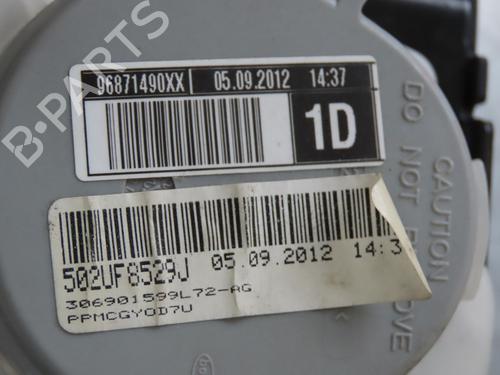 B-PARTS
96871490XX 05.09.2012 14:37
1D
502UF8529J 05.09.2012 14:3
306901599L72-AG
PPMCGYOD7U
CAUTION
DO NOT